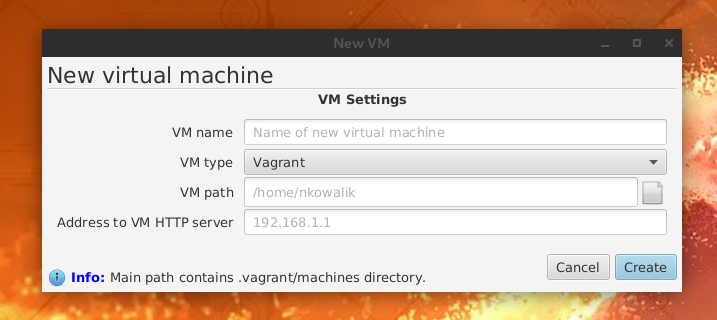 New VM
New virtual machine
VM Settings
VM name Name of new virtual machine
VM type Vagrant
VM path /home/nkowalik
Address to VM HTTP server 192.168.1.1
Info: Main path contains .vagrant/machines directory.
Cancel Create